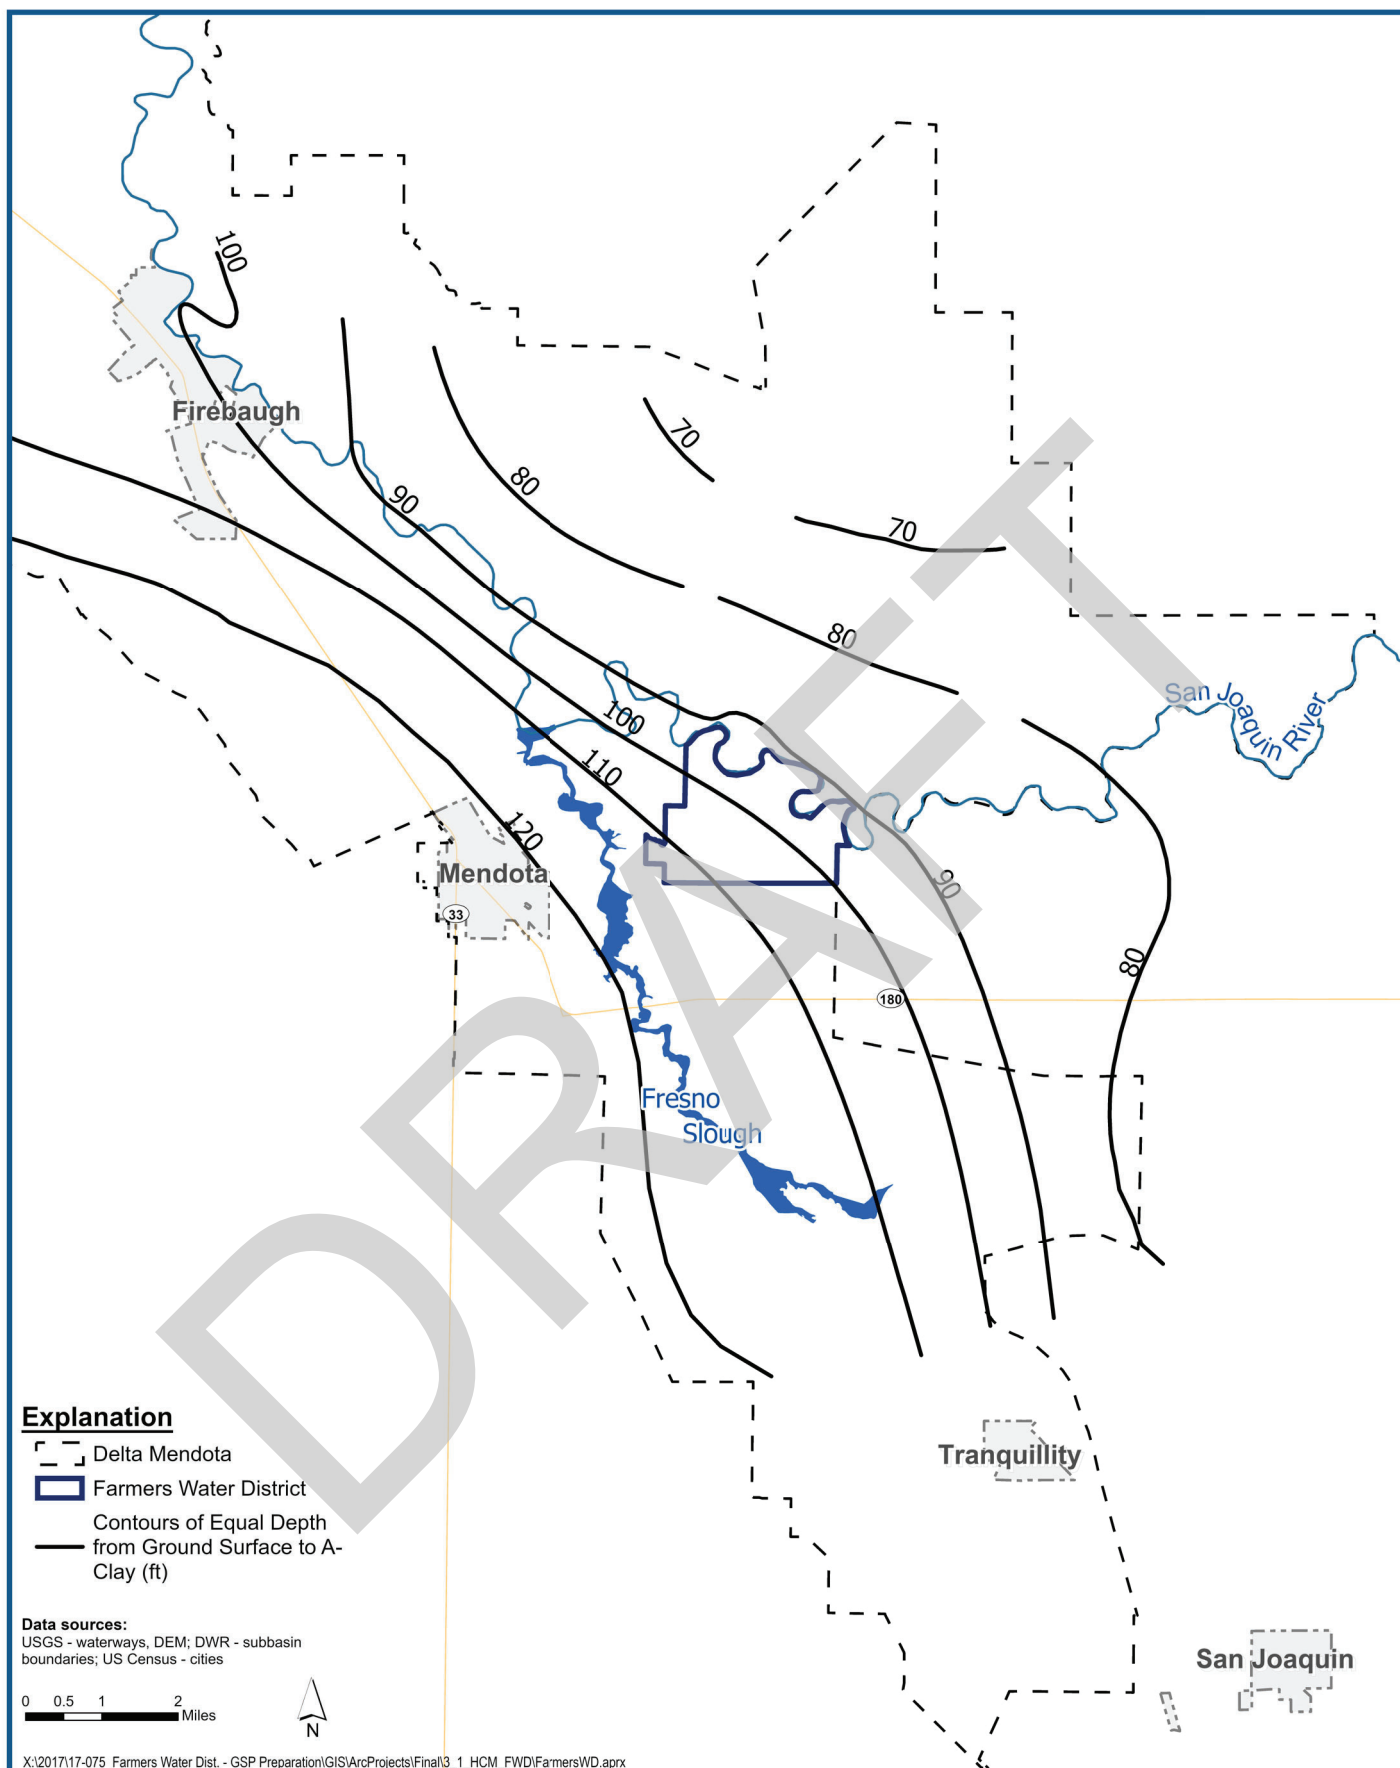 100
Firebaugh
90
80
70
70
80
San Joaquin River
100
110
120
Mendota
33
90
80
180
Fresno
Slough
DRAFT
Tranquillity
San Joaquin
Explanation
Delta Mendota
Farmers Water District
Contours of Equal Depth
from Ground Surface to A-
Clay (ft)
Data sources:
USGS - waterways, DEM; DWR - subbasin
boundaries; US Census - cities
0 0.5 1 2
Miles
N
X:\2017\17-075 Farmers Water Dist. - GSP Preparation\GIS\ArcProjects\Final\3_1_HCM_FWD\FarmersWD.aprx